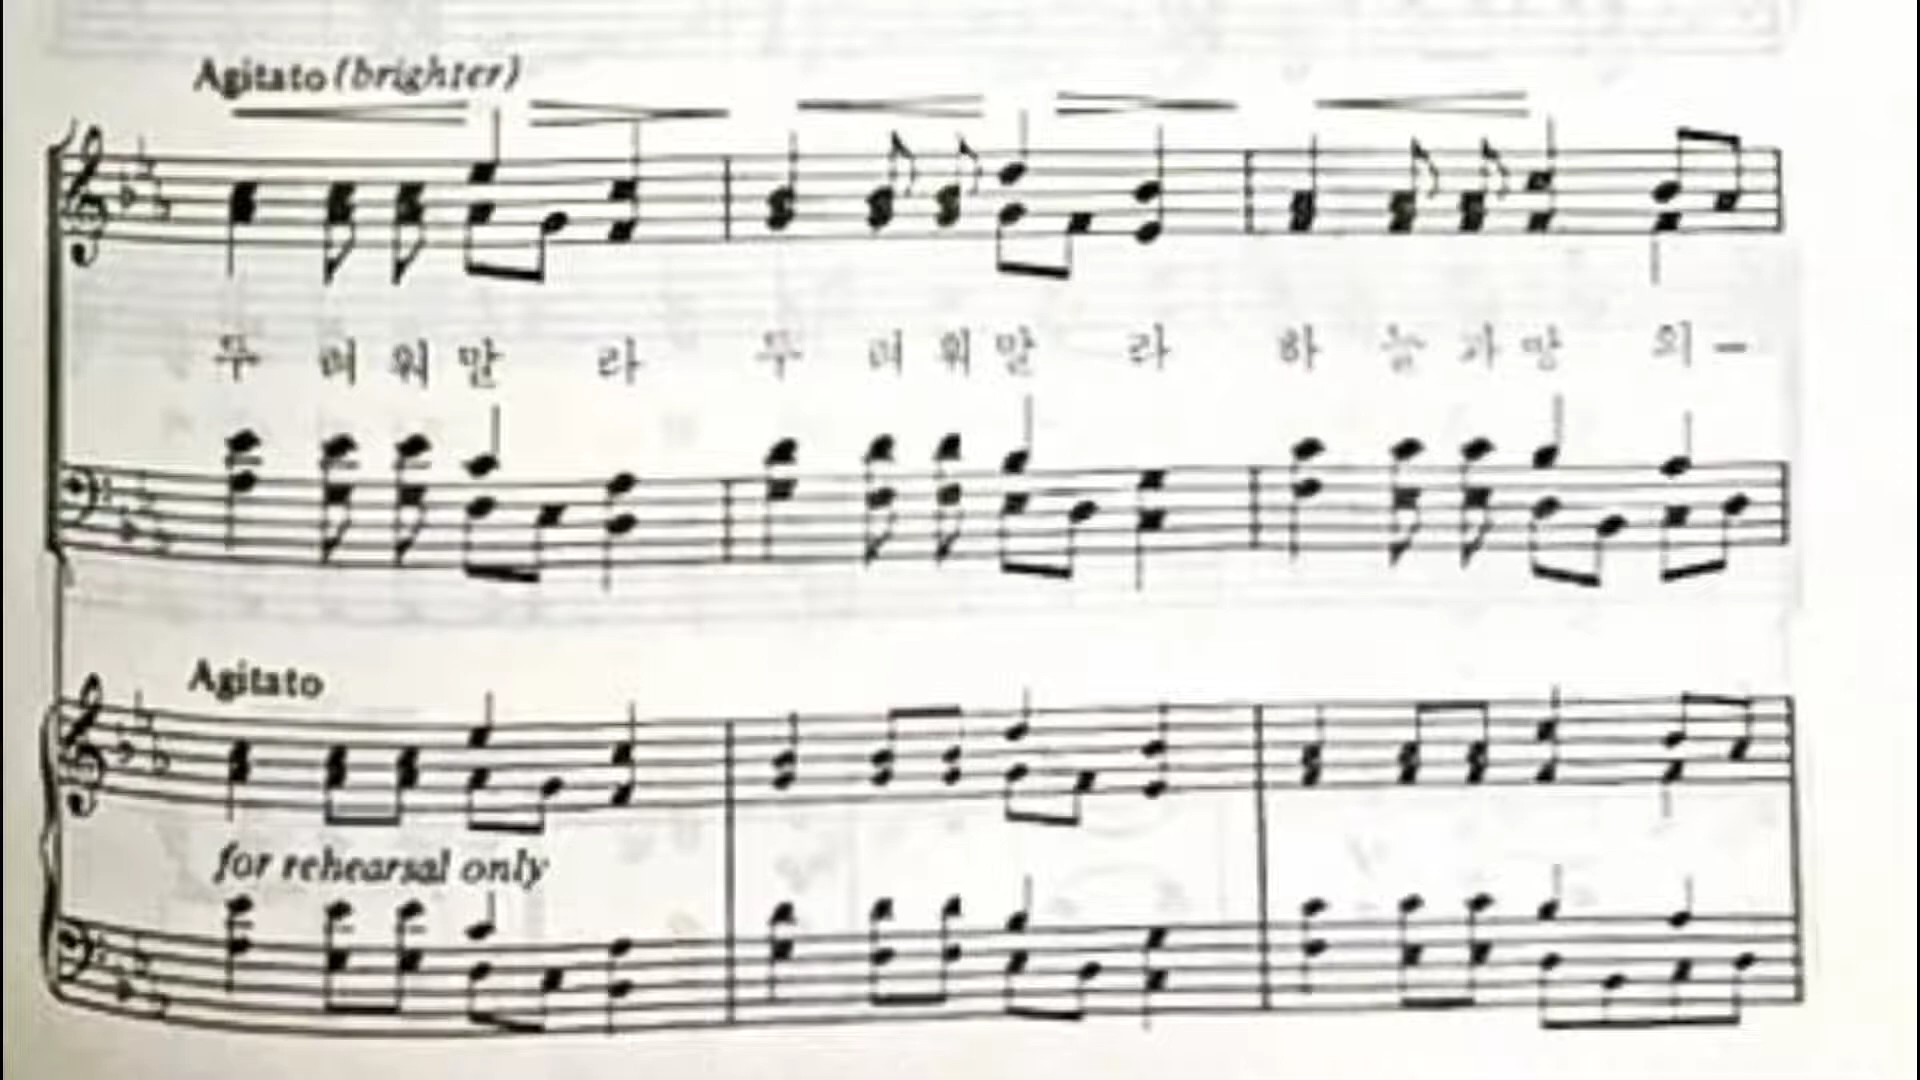 Agitato (brighter)
두 려 워 말 라 두 려 워 말 라 하 늘 과 땅 의 -
Agitato
for rehearsal only